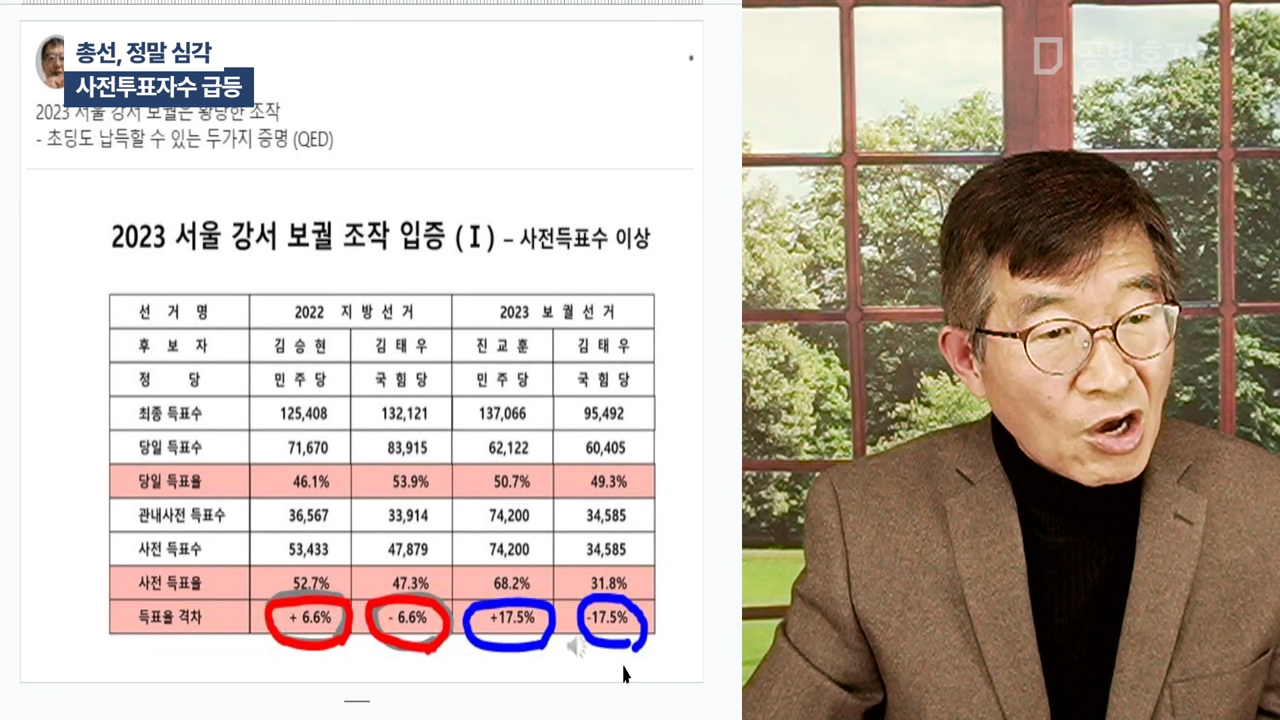 총선, 정말 심각
사전투표자수 급등
2023 서울 강서 보궐은 황당한 조작
- 초딩도 납득할 수 있는 두가지 증명 (QED)
2023 서울 강서 보궐 조작 입증 ( I ) – 사전득표수 이상
선 거 명 2022 지 방 선 거 2023 보 궐 선 거
후 보 자 김 승 현 김 태 우 진 교 훈 김 태 우
정 당 민 주 당 국 힘 당 민 주 당 국 힘 당
최종 득표수 125,408 132,121 137,066 95,492
당일 득표수 71,670 83,915 62,122 60,405
당일 득표율 46.1% 53.9% 50.7% 49.3%
관내사전 득표수 36,567 33,914 74,200 34,585
사전 득표수 53,433 47,879 74,200 34,585
사전 득표율 52.7% 47.3% 68.2% 31.8%
득표율 격차 + 6.6% - 6.6% +17.5% -17.5%
공병호TV